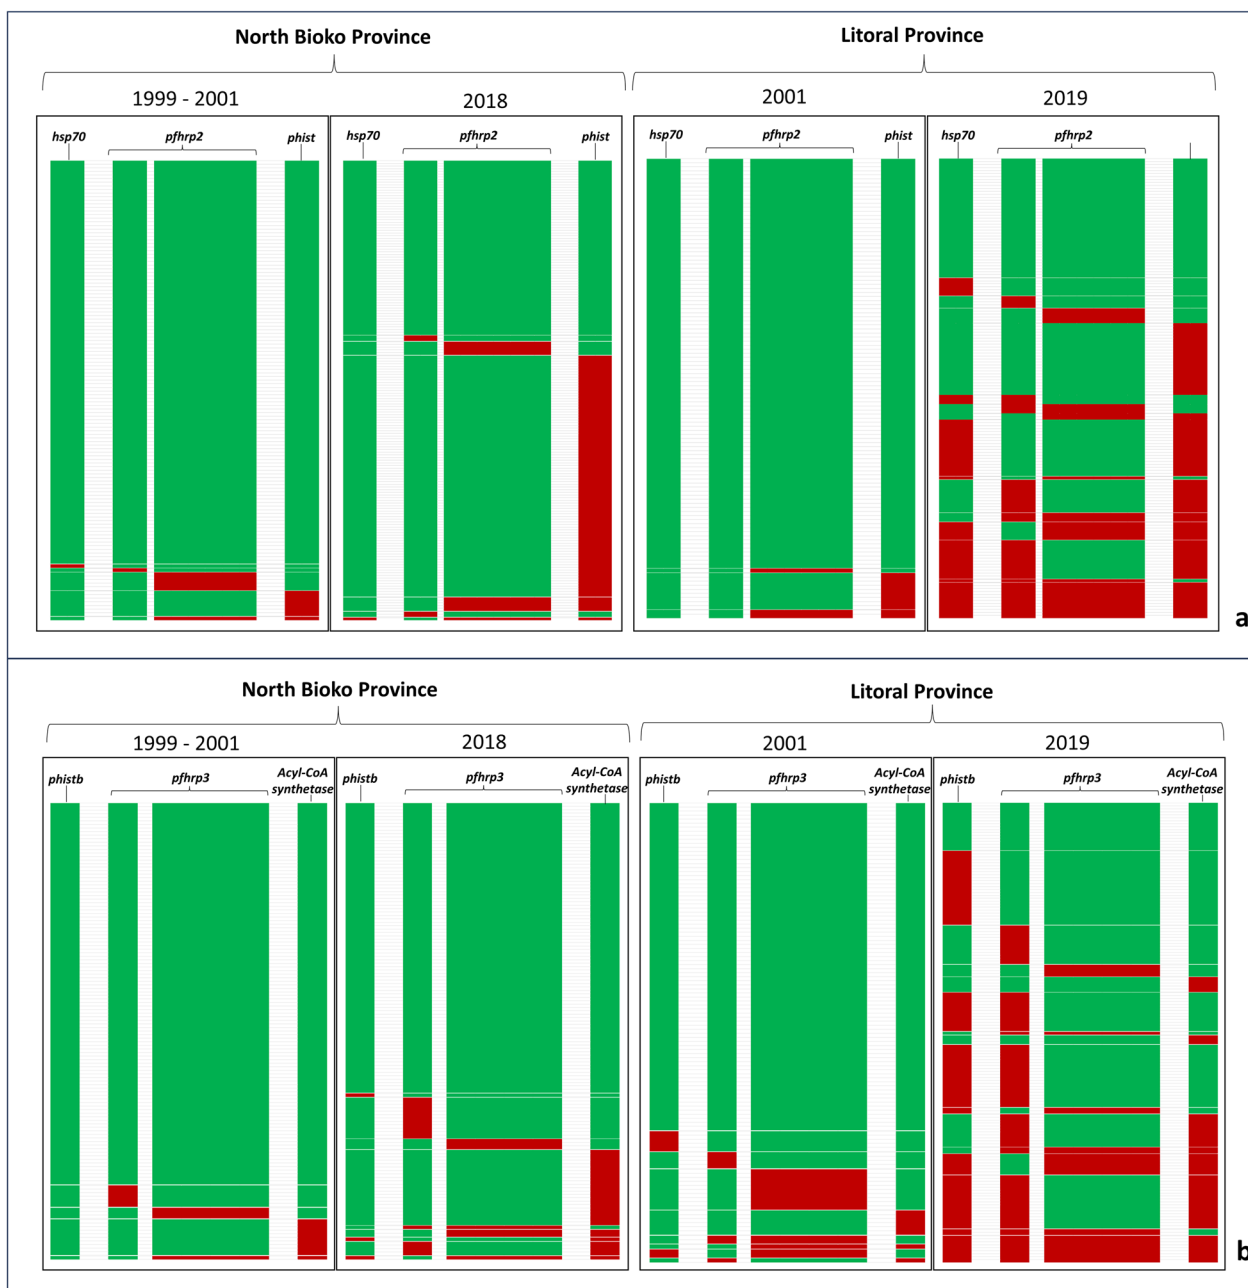 North Bioko Province
Litoral Province
1999 - 2001
2018
2001
2019
hsp70
pfhrp2
phist
hsp70
pfhrp2
phist
hsp70
pfhrp2
phist
hsp70
pfhrp2
a
North Bioko Province
Litoral Province
1999 - 2001
2018
2001
2019
phistb
pfhrp3
Acyl-CoA
synthetase
phistb
pfhrp3
Acyl-CoA
synthetase
phistb
pfhrp3
Acyl-CoA
synthetase
phistb
pfhrp3
Acyl-CoA
synthetase
b